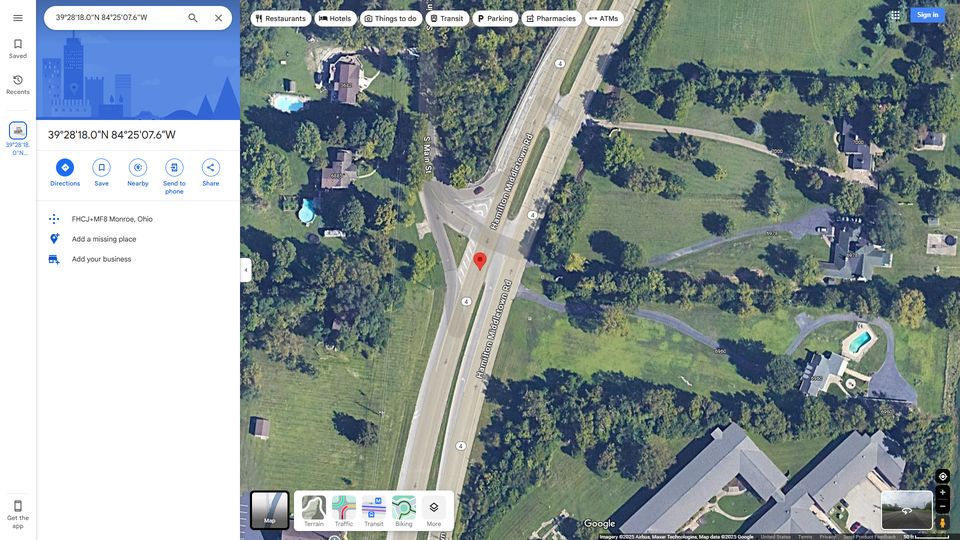 39°28'18.0"N 84°25'07.6"W
Restaurants
Hotels
Things to do
Transit
Parking
Pharmacies
ATMs
Sign in
Saved
Recents
39°28'18.
0"N...
39°28'18.0"N 84°25'07.6"W
Directions
Save
Nearby
Send to
phone
Share
FHCJ+MF8 Monroe, Ohio
Add a missing place
Add your business
Get the
app
S Main St
Hamilton Middletown Rd
Hamilton Middletown Rd
4
4
4
4
6960
Map
Terrain
Traffic
Transit
Biking
More
Google
Imagery ©2025 Airbus, Maxar Technologies, Map data ©2025 Google
United States
Terms
Privacy
Send Product Feedback
50 ft